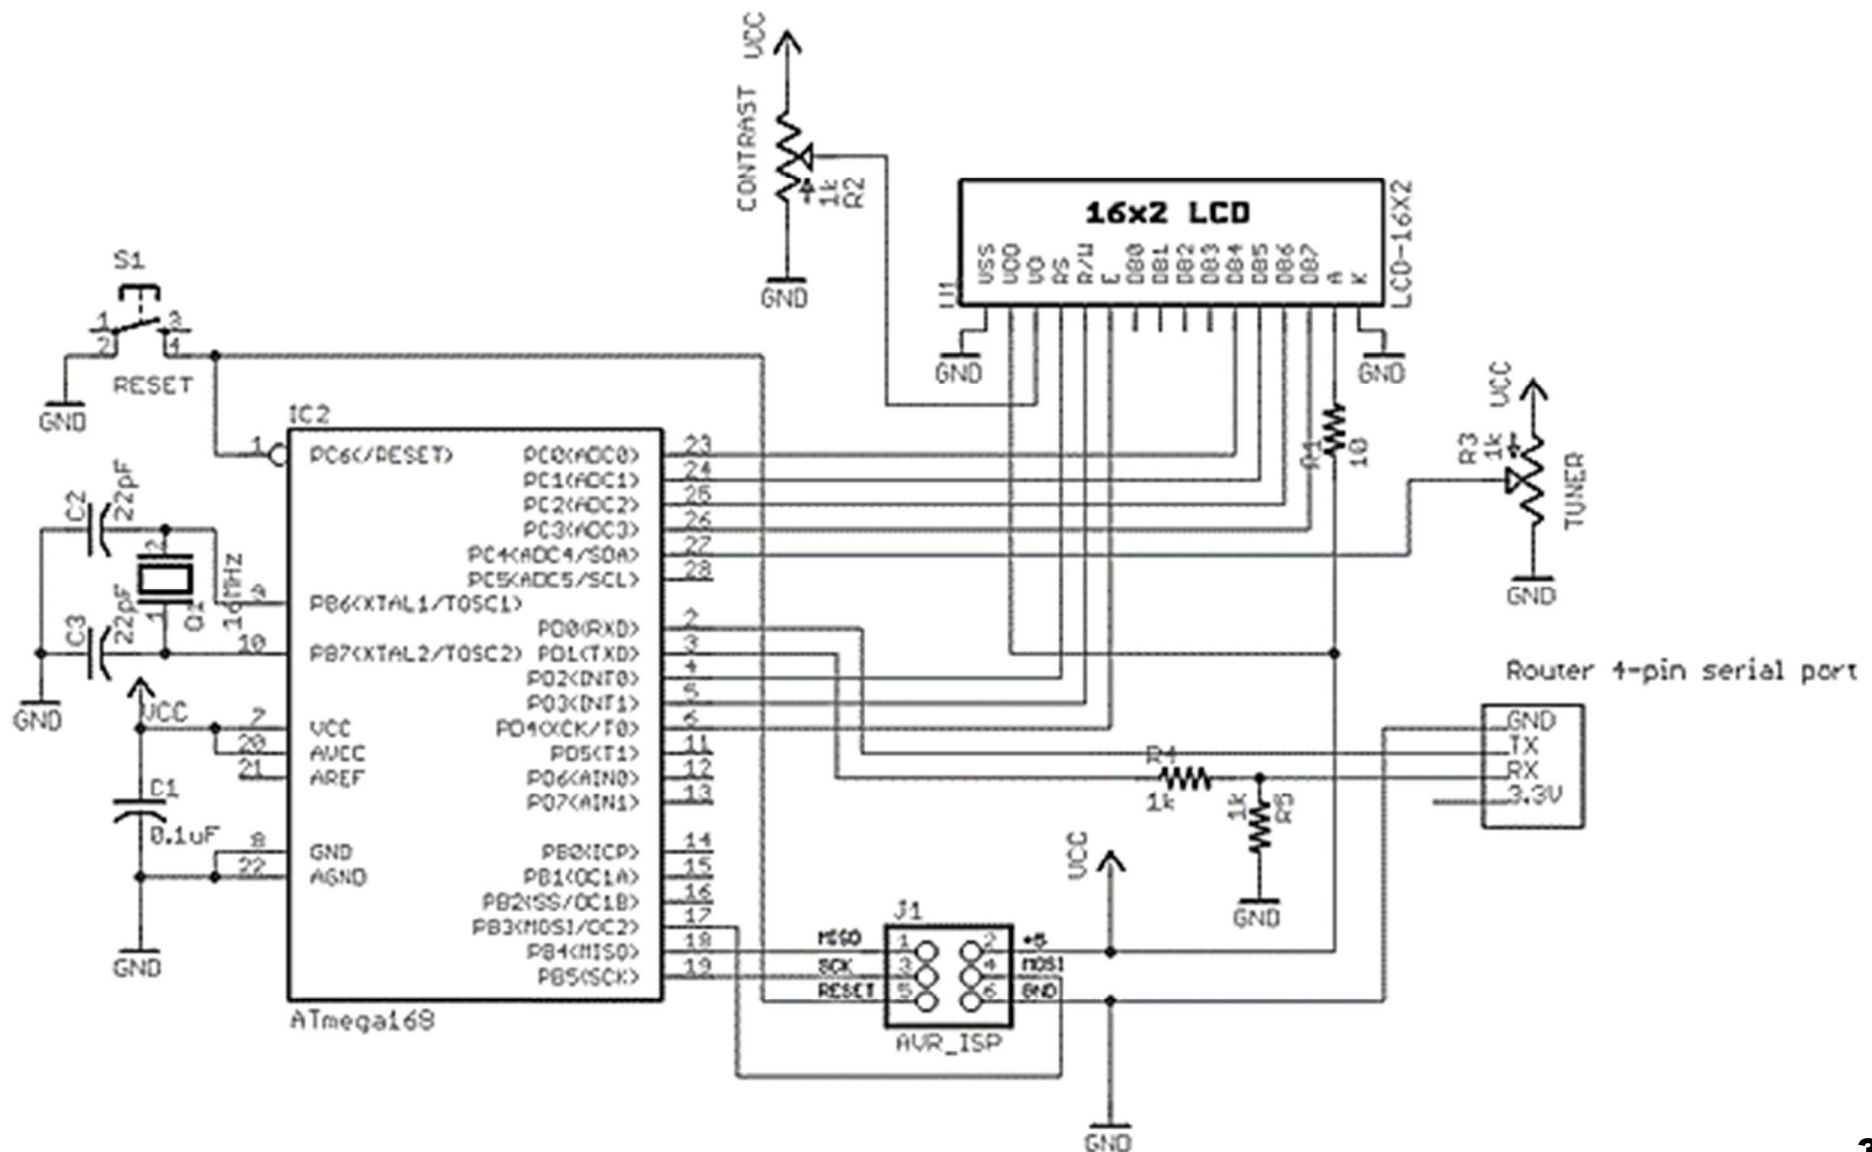 VCC
CONTRAST
1k
R2
GND
16x2 LCD
LCD-16X2
U1
VSS
VDD
VO
RS
R/W
E
DB0
DB1
DB2
DB3
DB4
DB5
DB6
DB7
A
K
GND
GND
S1
1
2
3
4
RESET
GND
R1
10
VCC
R3
1k
TUNER
GND
IC2
1 PC6(/RESET)
PC0(ADC0) 23
PC1(ADC1) 24
PC2(ADC2) 25
PC3(ADC3) 26
PC4(ADC4/SDA) 27
PC5(ADC5/SCL) 28
C2
22pF
2
1
Q1
16MHz
C3
22pF
GND
9 PB6(XTAL1/TOSC1)
10 PB7(XTAL2/TOSC2)
PD0(RXD) 2
PD1(TXD) 3
PD2(INT0) 4
PD3(INT1) 5
PD4(XCK/T0) 6
PD5(T1) 11
PD6(AIN0) 12
PD7(AIN1) 13
VCC
7 VCC
20 AVCC
21 AREF
C1
0.1uF
8 GND
22 AGND
GND
PB0(ICP) 14
PB1(OC1A) 15
PB2(SS/OC1B) 16
PB3(MOSI/OC2) 17
PB4(MISO) 18
PB5(SCK) 19
ATmega168
Router 4-pin serial port
GND
TX
RX
3.3V
R4
1k
1k
R5
GND
VCC
J1
MISO 1 2 +5
SCK 3 4 MOSI
RESET 5 6 GND
AVR_ISP
GND